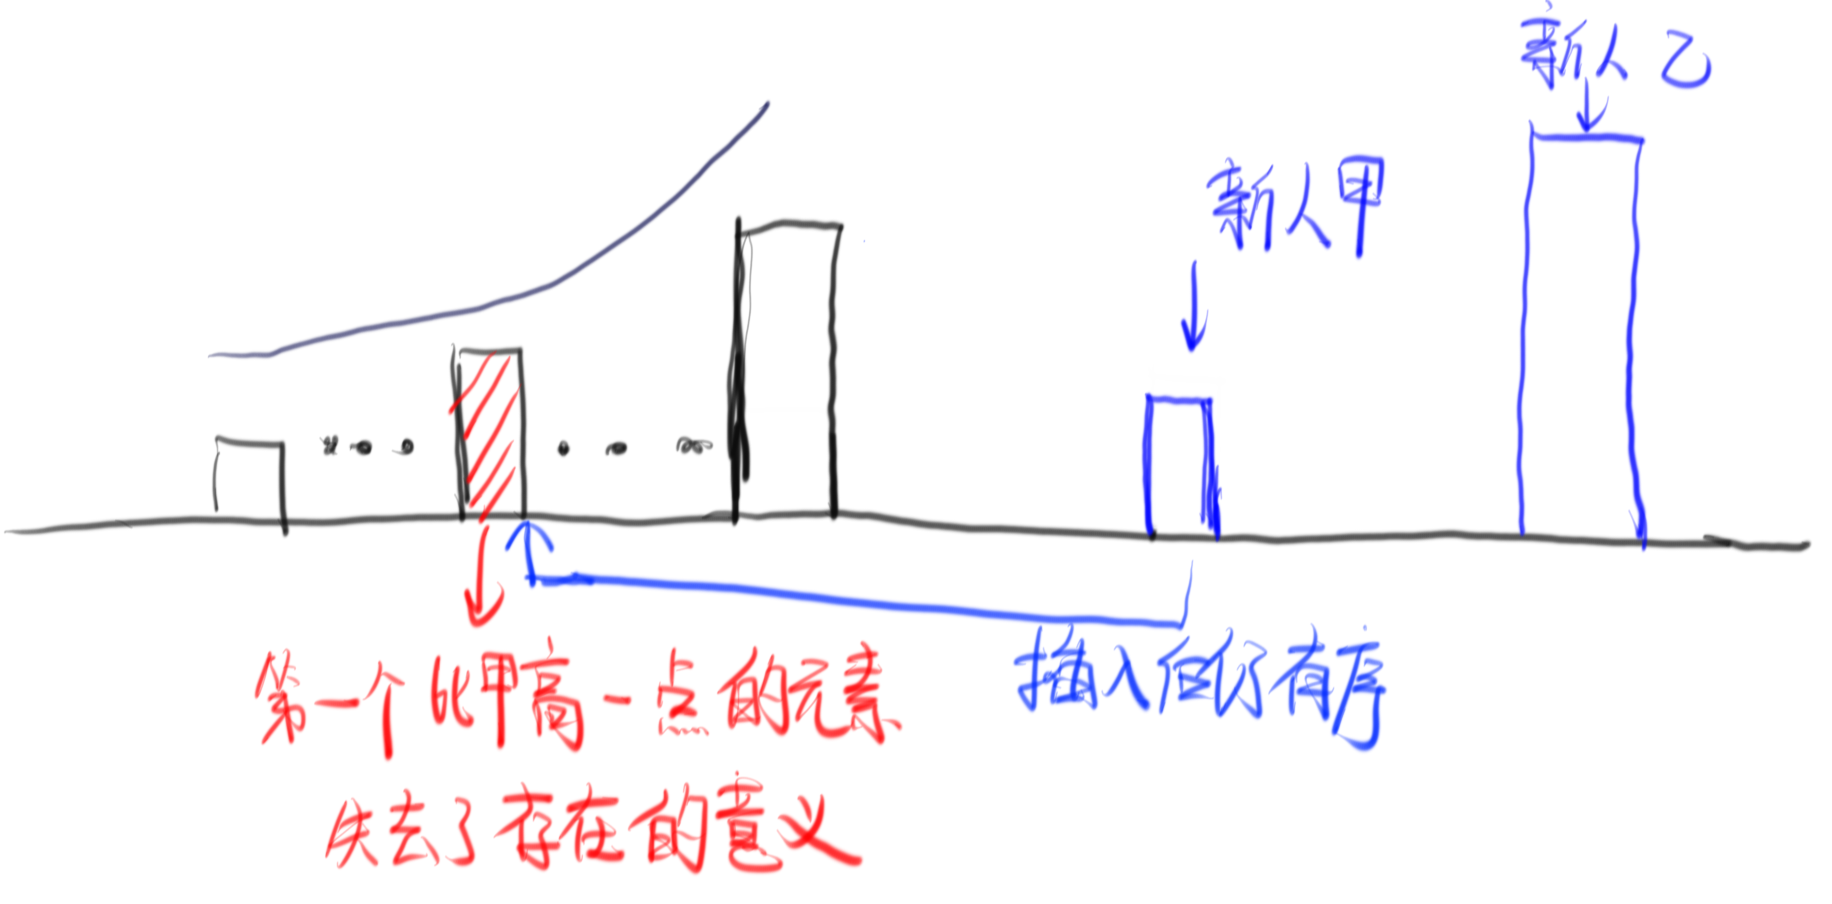 新人乙
新人甲
插入但仍有序
第一个比甲高一点的元素
失去了存在的意义